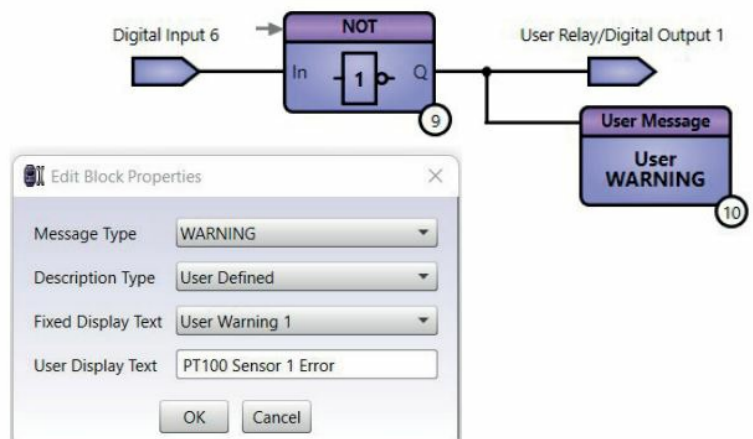 Digital Input 6
NOT
In
1
Q
9
User Relay/Digital Output 1
User Message
User
WARNING
10
Edit Block Properties
Message Type WARNING
Description Type User Defined
Fixed Display Text User Warning 1
User Display Text PT100 Sensor 1 Error
OK Cancel